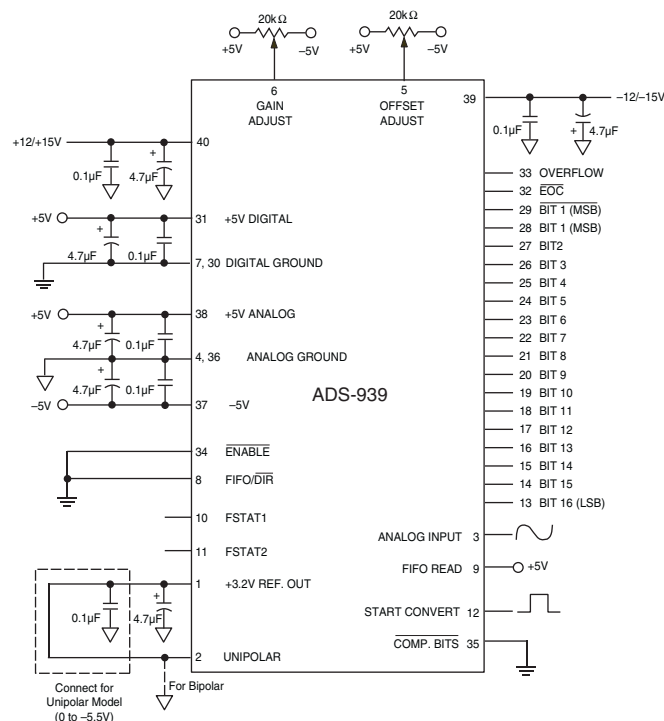 20kΩ
+5V
–5V
20kΩ
+5V
–5V
6
GAIN
ADJUST
5
OFFSET
ADJUST
39
–12/–15V
0.1µF
+
4.7µF
+12/+15V
40
0.1µF
+
4.7µF
+5V
31
+5V DIGITAL
+
4.7µF
0.1µF
7, 30
DIGITAL GROUND
+5V
38
+5V ANALOG
+
4.7µF
0.1µF
4, 36
ANALOG GROUND
+
4.7µF
0.1µF
–5V
37
–5V
ADS-939
34
ENABLE
8
FIFO/DIR
10
FSTAT1
11
FSTAT2
1
+3.2V REF. OUT
0.1µF
+
4.7µF
2
UNIPOLAR
For Bipolar
Connect for
Unipolar Model
(0 to –5.5V)
33 OVERFLOW
32 EOC
29 BIT 1 (MSB)
28 BIT 1 (MSB)
27 BIT2
26 BIT 3
25 BIT 4
24 BIT 5
23 BIT 6
22 BIT 7
21 BIT 8
20 BIT 9
19 BIT 10
18 BIT 11
17 BIT 12
16 BIT 13
15 BIT 14
14 BIT 15
13 BIT 16 (LSB)
ANALOG INPUT 3
FIFO READ 9 +5V
START CONVERT 12
COMP. BITS 35